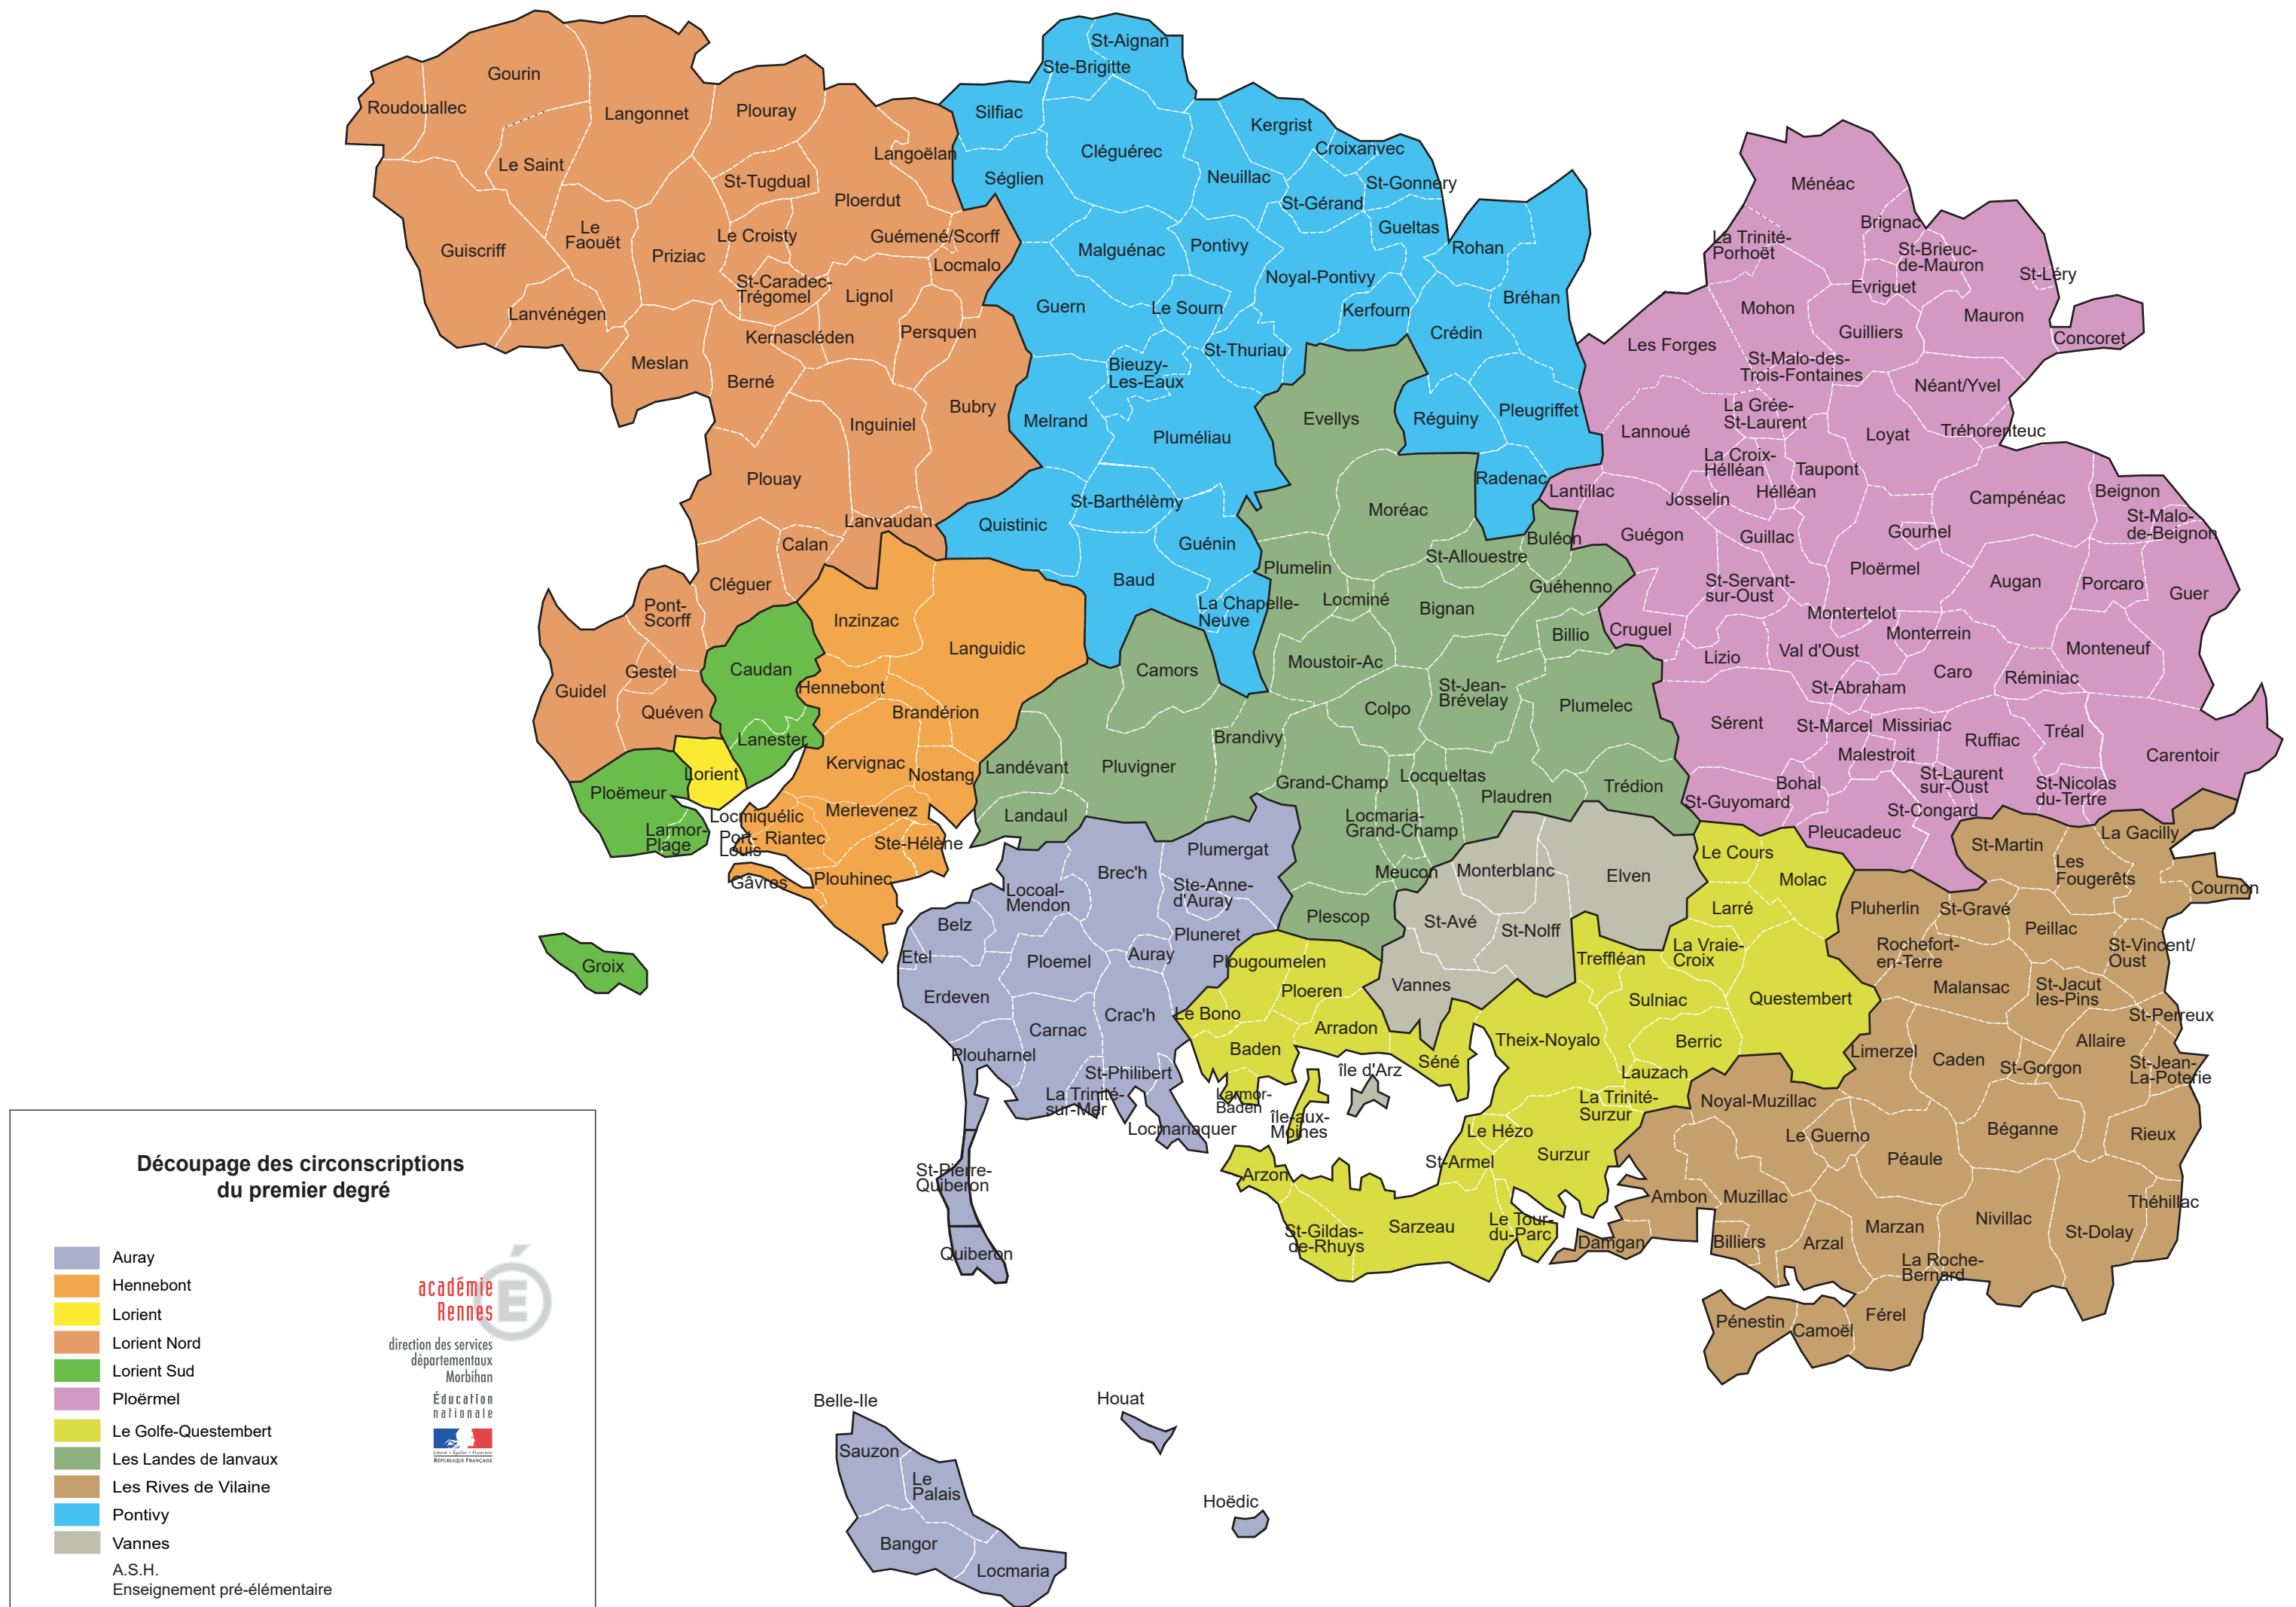 St-Aignan
Ste-Brigitte
Gourin
Roudouallec
Langonnet
Plouray
Silfiac
Kergrist
Cléguérec
Croixanvec
Langoëlan
Le Saint
Séglien
Neuillac
St-Gonnery
St-Tugdual
Ménéac
Ploerdut
St-Gérand
Gueltas
Brignac
Le
Faouët
Le Croisty
Guémené/Scorff
La Trinité-
Porhoët
St-Brieuc-
de-Mauron
Guiscriff
Priziac
Malguénac
Pontivy
Rohan
Locmalo
St-Léry
Noyal-Pontivy
St-Caradec-
Trégomel
Lignol
Evriguet
Bréhan
Guern
Le Sourn
Kerfourn
Mohon
Lanvénégen
Mauron
Kernascléden
Persquen
Crédin
Guilliers
Concoret
Les Forges
St-Thuriau
Meslan
Bieuzy-
Les-Eaux
St-Malo-des-
Trois-Fontaines
Berné
Néant/Yvel
Bubry
Melrand
Evellys
Réguiny
Pleugriffet
La Grée-
St-Laurent
Inguiniel
Pluméliau
Lannoué
Loyat
Tréhorenteuc
La Croix-
Hélléan
Taupont
Plouay
Radenac
Lantillac
Josselin
Hélléan
Campénéac
Beignon
St-Barthélèmy
Moréac
Lanvaudan
Quistinic
St-Malo-
de-Beignon
Calan
Guénin
Buléon
Guégon
Guillac
Gourhel
St-Allouestre
Plumelin
Ploërmel
Cléguer
Baud
Guéhenno
St-Servant-
sur-Oust
Augan
Porcaro
Guer
La Chapelle-
Neuve
Locminé
Bignan
Pont-
Scorff
Inzinzac
Montertelot
Billio
Cruguel
Monterrein
Languidic
Val d'Oust
Monteneuf
Lizio
Moustoir-Ac
Caudan
Gestel
Camors
Caro
Réminiac
Guidel
Hennebont
St-Jean-
Brévelay
St-Abraham
Quéven
Brandérion
Colpo
Plumelec
Sérent
St-Marcel
Missiriac
Lanester
Brandivy
Ruffiac
Tréal
Malestroit
Carentoir
Kervignac
Landévant
Pluvigner
Lorient
Nostang
Grand-Champ
Locqueltas
Trédion
Bohal
St-Laurent
sur-Oust
St-Nicolas
du-Tertre
Ploëmeur
Plaudren
St-Guyomard
St-Congard
Merlevenez
Locmiquélic
Landaul
Locmaria-
Grand-Champ
Larmor-
Plage
Port-
Louis
Riantec
Ste-Hélène
Pleucadeuc
La Gacilly
St-Martin
Plumergat
Le Cours
Les
Fougerêts
Brec'h
Meucon
Monterblanc
Elven
Gâvres
Plouhinec
Molac
Cournon
Locoal-
Mendon
Ste-Anne-
d'Auray
Larré
Pluherlin
St-Gravé
Belz
Plescop
St-Avé
St-Nolff
Peillac
Pluneret
La Vraie-
Croix
Rochefort-
en-Terre
St-Vincent/
Oust
Etel
Ploemel
Auray
Plougoumelen
Treffléan
Groix
Vannes
Malansac
St-Jacut
les-Pins
Erdeven
Ploeren
Sulniac
Questembert
Le Bono
Crac'h
St-Perreux
Carnac
Arradon
Theix-Noyalo
Berric
Allaire
Plouharnel
Baden
Séné
Limerzel
Caden
St-Gorgon
St-Jean-
La-Poterie
St-Philibert
île d'Arz
Lauzach
La Trinité-
sur-Mer
Larmor-
Baden
La Trinité-
Surzur
Noyal-Muzillac
île-aux-
Moines
Locmariaquer
Le Hézo
Le Guerno
Béganne
Rieux
St-Armel
Surzur
Péaule
Arzon
St-Pierre-
Quiberon
Ambon
Muzillac
Théhillac
St-Gildas-
de-Rhuys
Sarzeau
Le Tour-
du-Parc
Marzan
Nivillac
St-Dolay
Damgan
Billiers
Arzal
Quiberon
La Roche-
Bernard
Pénestin
Camoël
Férel
Belle-Ile
Houat
Sauzon
Le
Palais
Hoëdic
Bangor
Locmaria
Découpage des circonscriptions
du premier degré
Auray
Hennebont
Lorient
Lorient Nord
Lorient Sud
Ploërmel
Le Golfe-Questembert
Les Landes de lanvaux
Les Rives de Vilaine
Pontivy
Vannes
A.S.H.
Enseignement pré-élémentaire
académie
Rennes
É
direction des services
départementaux
Morbihan
Éducation
nationale
Liberté • Égalité • Fraternité
RÉPUBLIQUE FRANÇAISE